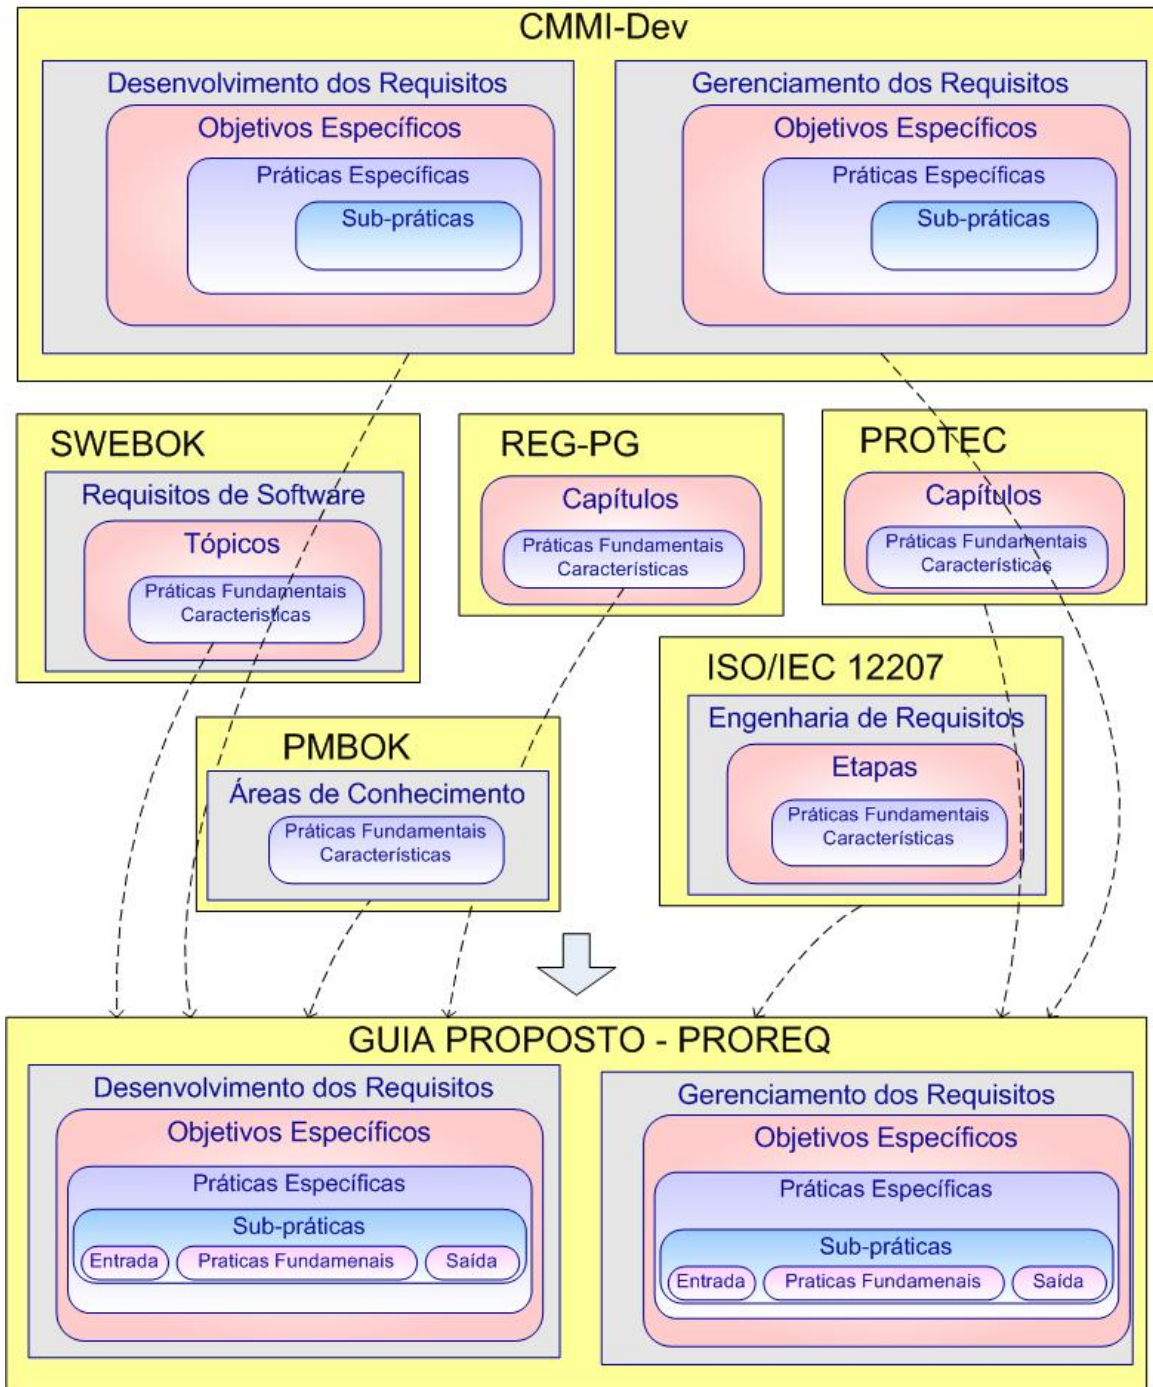 CMMI-Dev
Desenvolvimento dos Requisitos
Objetivos Específicos
Práticas Específicas
Sub-práticas
Gerenciamento dos Requisitos
Objetivos Específicos
Práticas Específicas
Sub-práticas
SWEBOK
Requisitos de Software
Tópicos
Práticas Fundamentais
Caracteristicas
REG-PG
Capítulos
Práticas Fundamentais
Características
PROTEC
Capítulos
Práticas Fundamentais
Características
PMBOK
Áreas de Conhecimento
Práticas Fundamentais
Características
ISO/IEC 12207
Engenharia de Requisitos
Etapas
Práticas Fundamentais
Características
GUIA PROPOSTO - PROREQ
Desenvolvimento dos Requisitos
Objetivos Específicos
Práticas Específicas
Sub-práticas
Entrada
Praticas Fundamenais
Saída
Gerenciamento dos Requisitos
Objetivos Específicos
Práticas Específicas
Sub-práticas
Entrada
Praticas Fundamenais
Saída